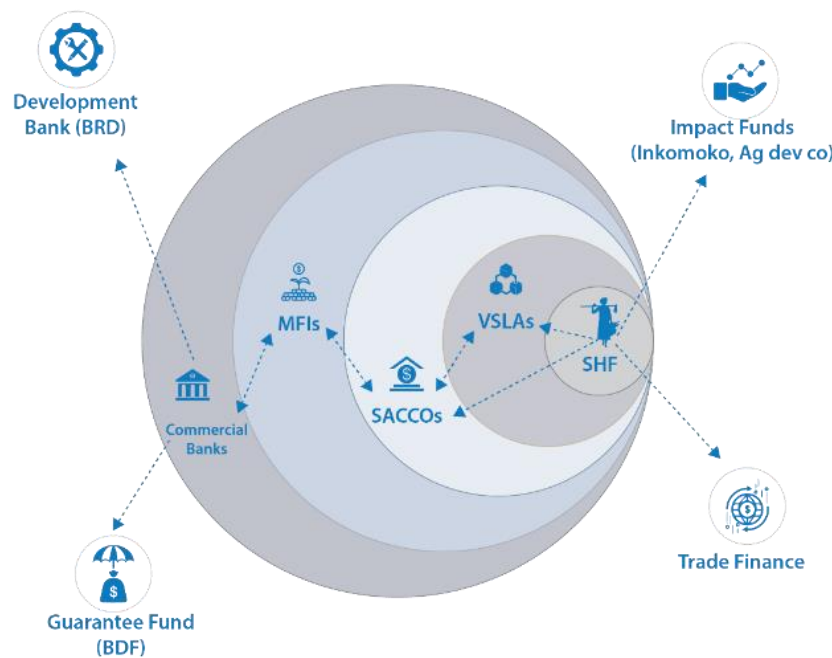 Development
Bank (BRD)
Impact Funds
(Inkomoko, Ag dev co)
MFIs
VSLAs
SHF
SACCOs
Commercial
Banks
Trade Finance
Guarantee Fund
(BDF)